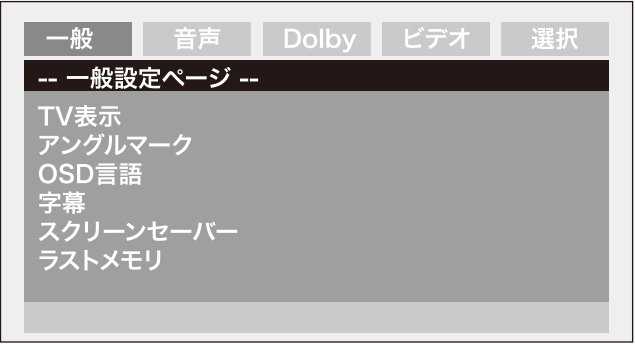 一般 音声 Dolby ビデオ 選択
-- 一般設定ページ --
TV表示
アングルマーク
OSD言語
字幕
スクリーンセーバー
ラストメモリ